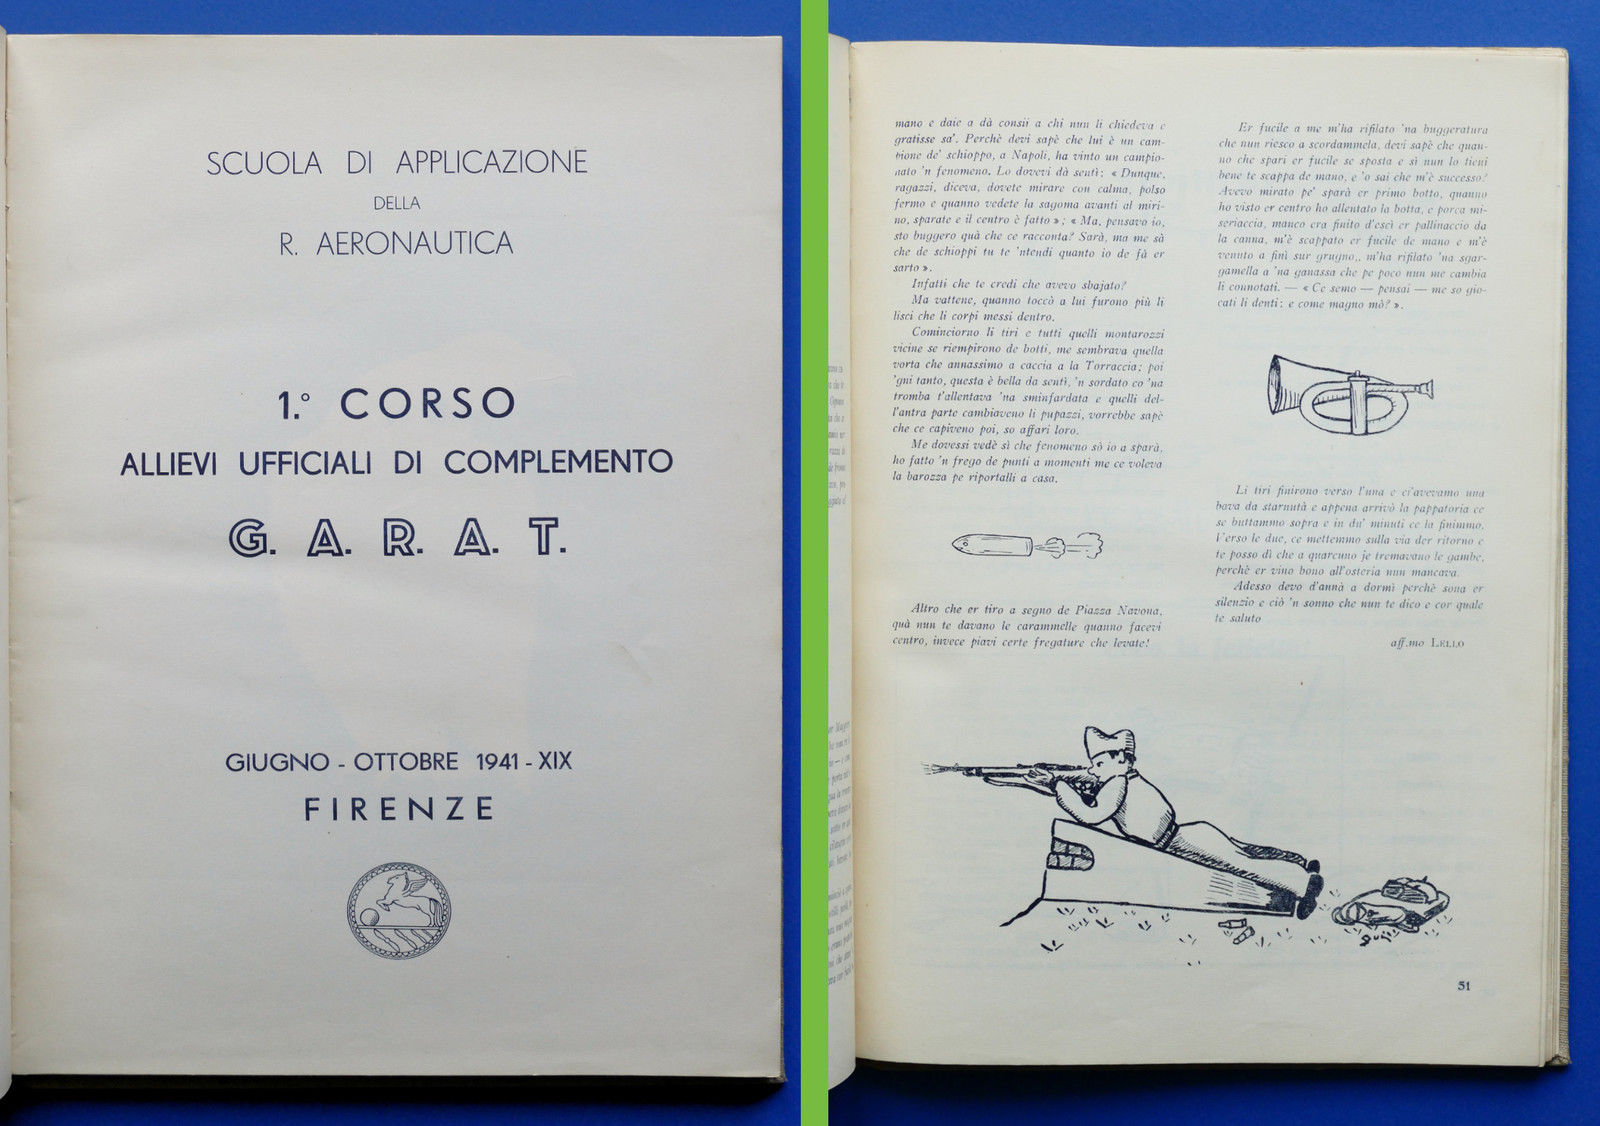 SCUOLA DI APPLICAZIONE
DELLA
R. AERONAUTICA
1.° CORSO
ALLIEVI UFFICIALI DI COMPLEMENTO
G. A. R. A. T.
GIUGNO - OTTOBRE 1941 - XIX
FIRENZE
mano e daie a dà consii a chi nun li chiedeva e
gratisse sa'. Perchè devi sapè che lui è un cam-
pione de' schioppo, a Napoli, ha vinto un campio-
nato 'n fenomeno. Lo dovevi dà sentì: « Dunque,
ragazzi, diceva, dovete mirare con calma, polso
fermo e quanno vedete la sagoma avanti al miri-
no, sparate e il centro è fatto »; « Ma, pensavo io,
sto buggero quà che ce racconta? Sarà, ma me sà
che de schioppi tu te 'ntendi quanto io de fà er
sarto ».
Infatti che te credi che avevo sbajato?
Ma vattene, quanno toccò a lui furono più li
lisci che li corpi messi dentro.
Cominciorno li tiri e tutti quelli montarozzi
vicine se riempirono de botti, me sembrava quella
vorta che annassimo a caccia a la Torraccia; poi
'gni tanto, questa è bella da sentì, 'n sordato co 'na
tromba t'allentava 'na sminfardata e quelli del-
l'antra parte cambiaveno li pupazzi, vorrebbe sapè
che ce capiveno poi, so affari loro.
Me dovessi vedè sì che fenomeno sò io a sparà,
ho fatto 'n frego de punti a momenti me ce voleva
la barozza pe riportalli a casa.
Altro che er tiro a segno de Piazza Navona,
quà nun te davano le carammelle quanno facevi
centro, invece piavi certe fregature che levate!
Er fucile a me m'ha rifilato 'na buggeratura
che nun riesco a scordammela, devi sapè che quan-
no che spari er fucile se sposta e sì nun lo tieni
bene te scappa de mano, e 'o sai che m'è successo?
Avevo mirato pe' sparà er primo botto, quanno
ho visto er centro ho allentato la botta, e porca mi-
seriaccia, manco era finito d'escì er pallinaccio da
la canna, m'è scappato er fucile de mano e m'è
venuto a finì sur grugno,, m'ha rifilato 'na sgar-
gamella a 'na ganassa che pe poco nun me cambia
li connotati. — « Ce semo — pensai — me so gio-
cati li denti: e come magno mò? ».
Li tiri finirono verso l'una e ci'avevamo una
bava da starnutà e appena arrivò la pappatoria ce
se buttammo sopra e in du' minuti ce la finimmo.
Verso le due, ce mettemmo sulla via der ritorno e
te posso dì che a quarcuno je tremavano le gambe,
perchè er vino bono all'osteria nun mancava.
Adesso devo d'annà a dormì perchè sona er
silenzio e ciò 'n sonno che nun te dico e cor quale
te saluto
aff.mo LELLO
51